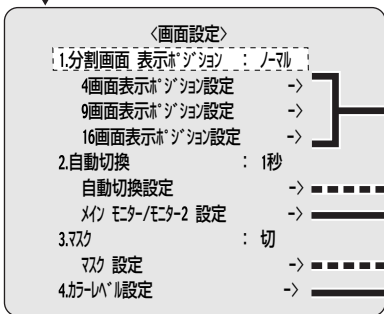 〈画面設定〉
1.分割画面 表示ﾎﾟｼﾞｼｮﾝ : ﾉｰﾏﾙ
4画面表示ﾎﾟｼﾞｼｮﾝ設定 ->
9画面表示ﾎﾟｼﾞｼｮﾝ設定 ->
16画面表示ﾎﾟｼﾞｼｮﾝ設定 ->
2.自動切換 : 1秒
自動切換設定 ->
ﾒｲﾝ ﾓﾆﾀｰ/ﾓﾆﾀｰ2 設定 ->
3.ﾏｽｸ : 切
ﾏｽｸ 設定 ->
4.ｶﾗｰﾚﾍﾞﾙ設定 ->